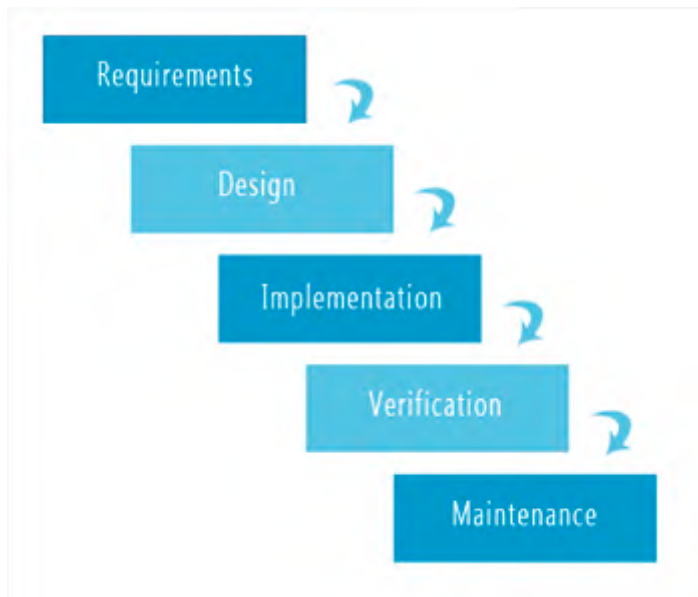 Requirements
Design
Implementation
Verification
Maintenance